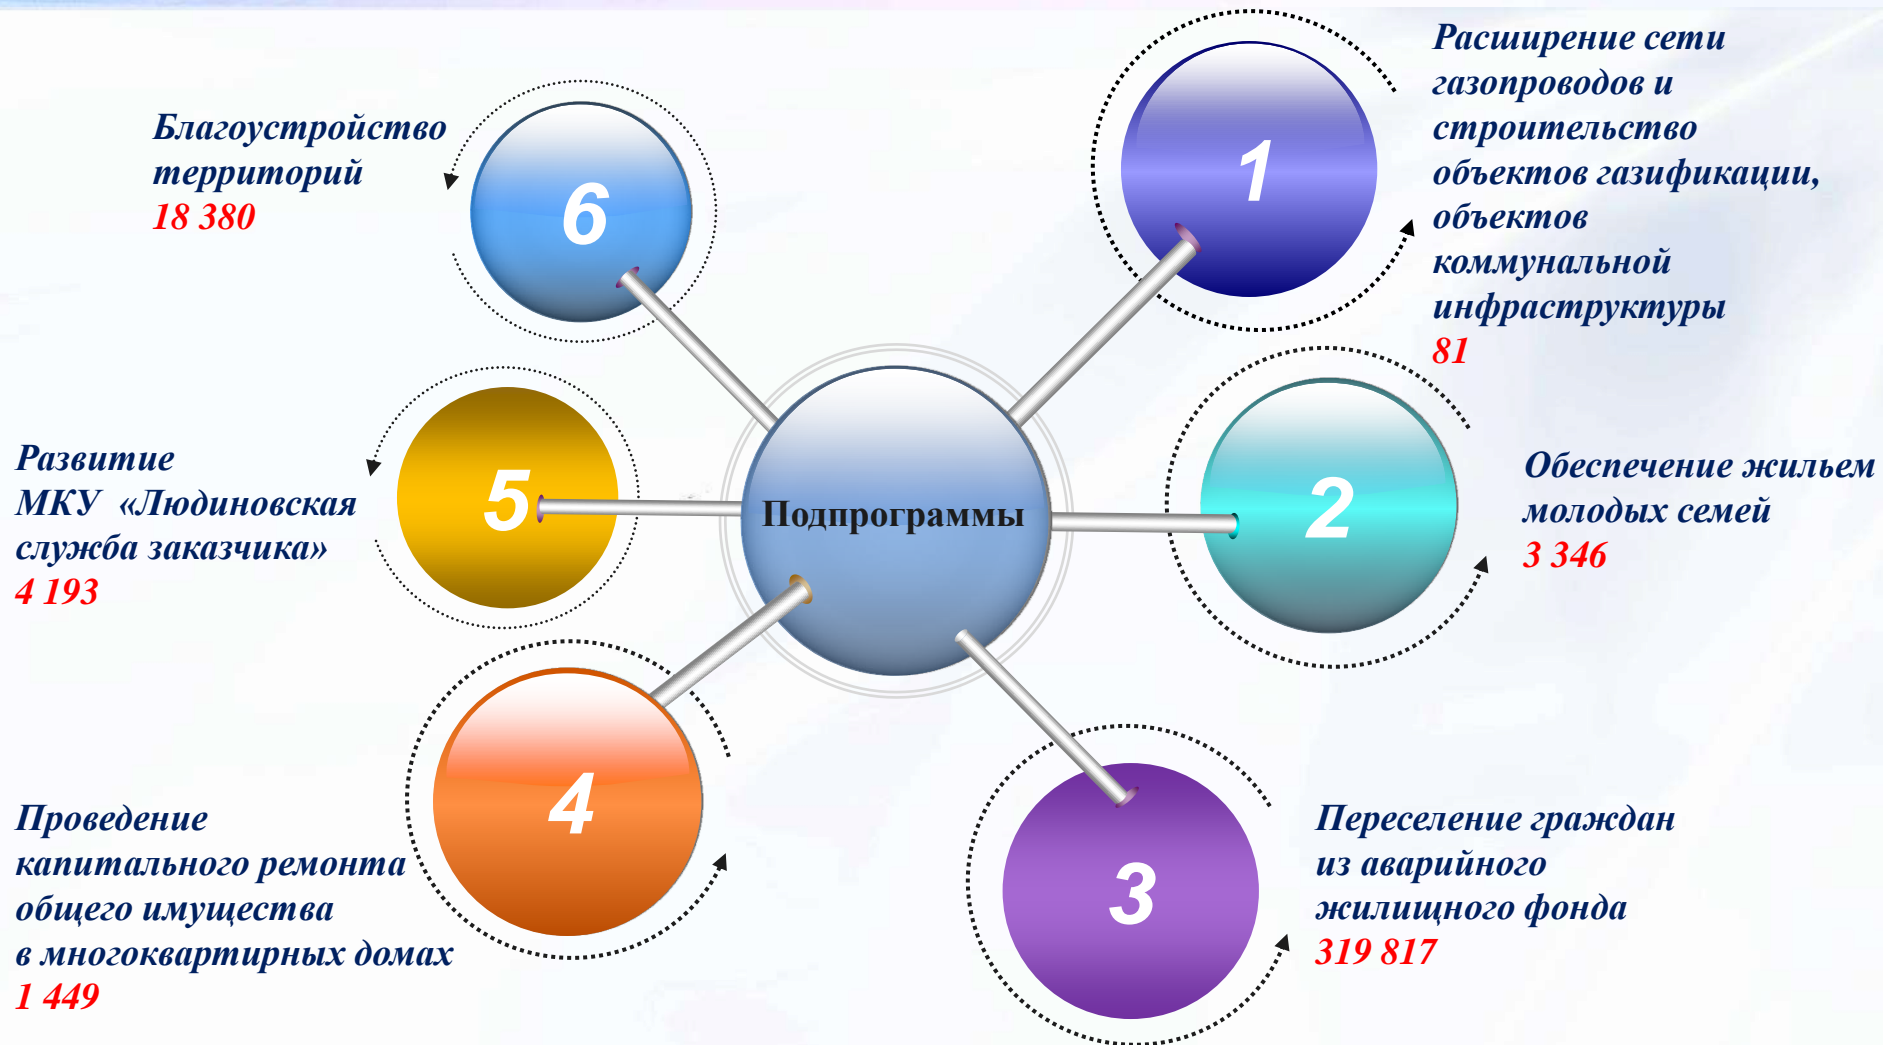 Подпрограммы
1
Расширение сети
газопроводов и
строительство
объектов газификации,
объектов
коммунальной
инфраструктуры
81
2
Обеспечение жильем
молодых семей
3 346
3
Переселение граждан
из аварийного
жилищного фонда
319 817
4
Проведение
капитального ремонта
общего имущества
в многоквартирных домах
1 449
5
Развитие
МКУ «Людиновская
служба заказчика»
4 193
6
Благоустройство
территорий
18 380